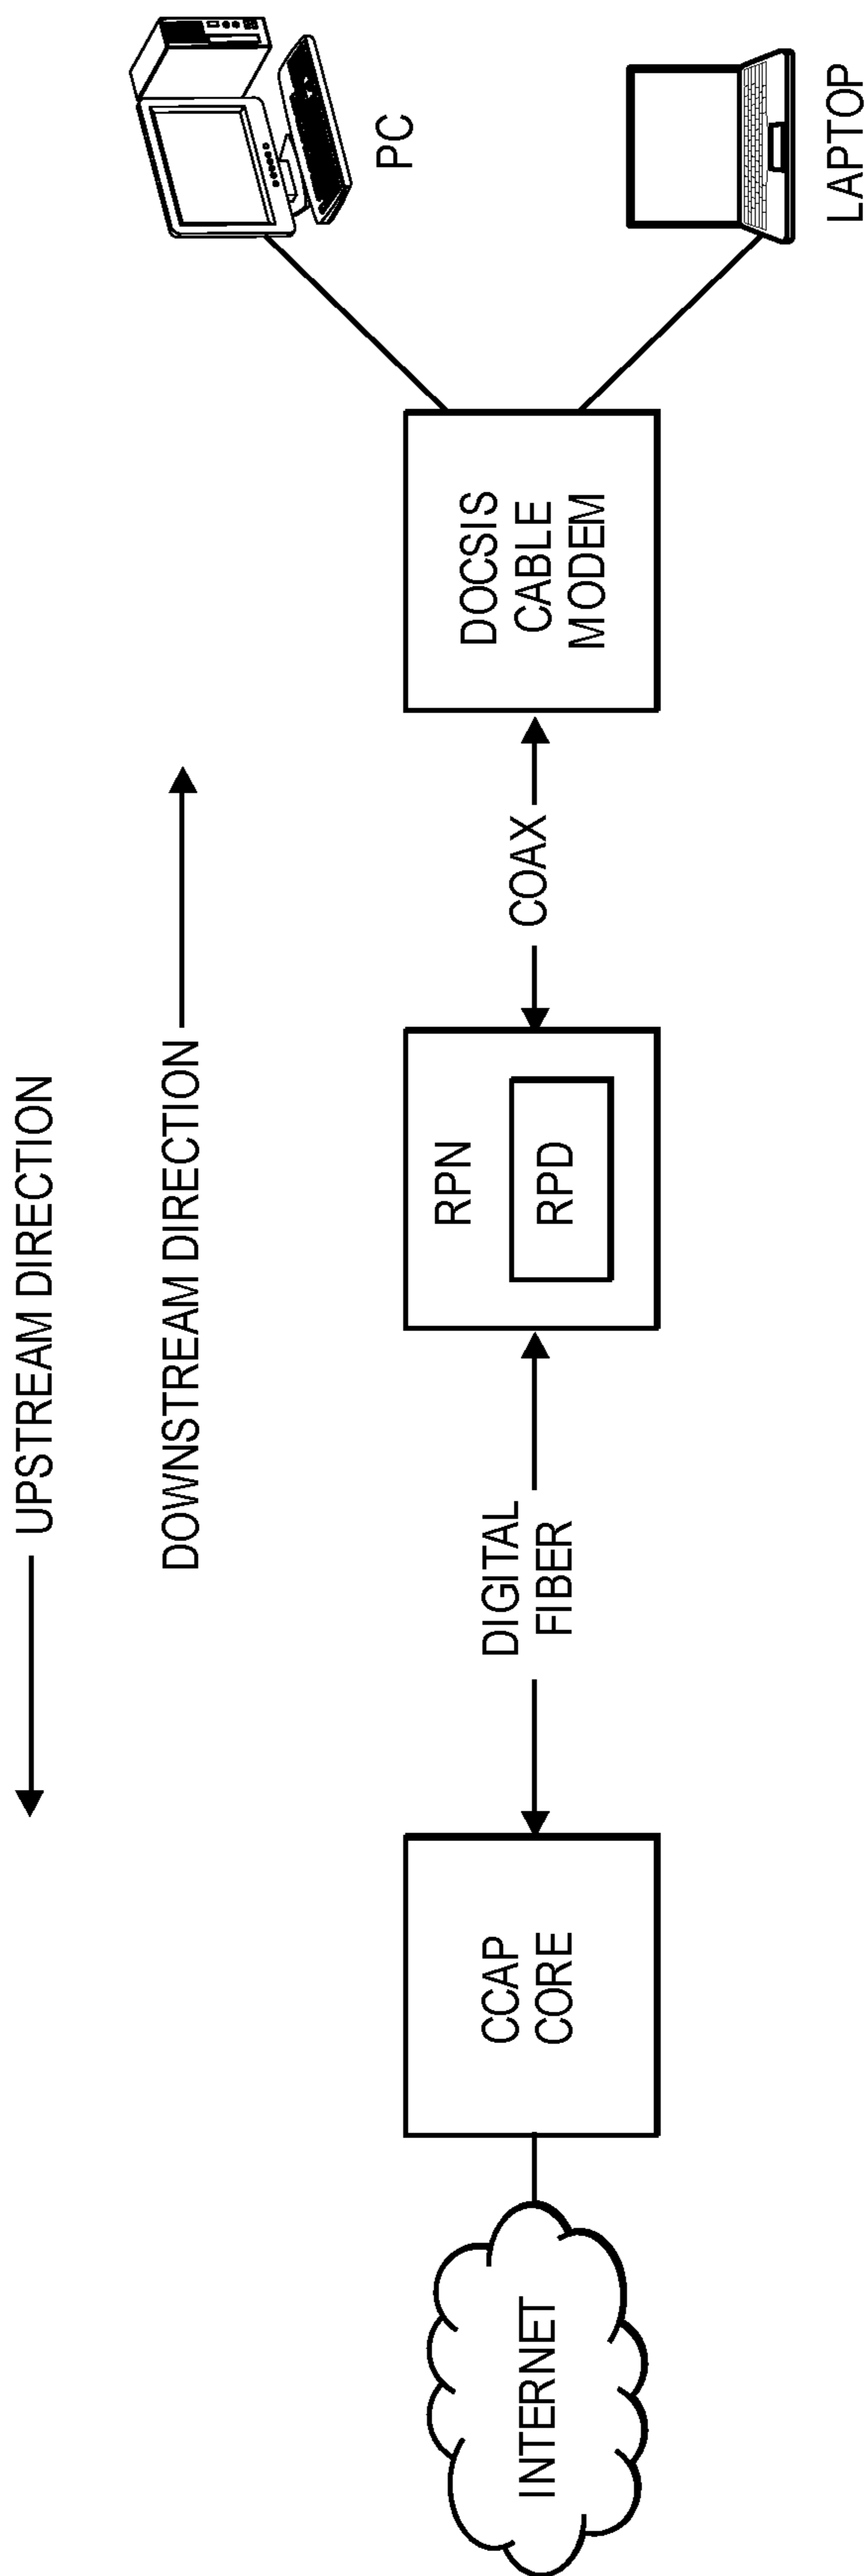 UPSTREAM DIRECTION
DOWNSTREAM DIRECTION
INTERNET
CCAP
CORE
DIGITAL
FIBER
RPN
RPD
COAX
DOCSIS
CABLE
MODEM
PC
LAPTOP